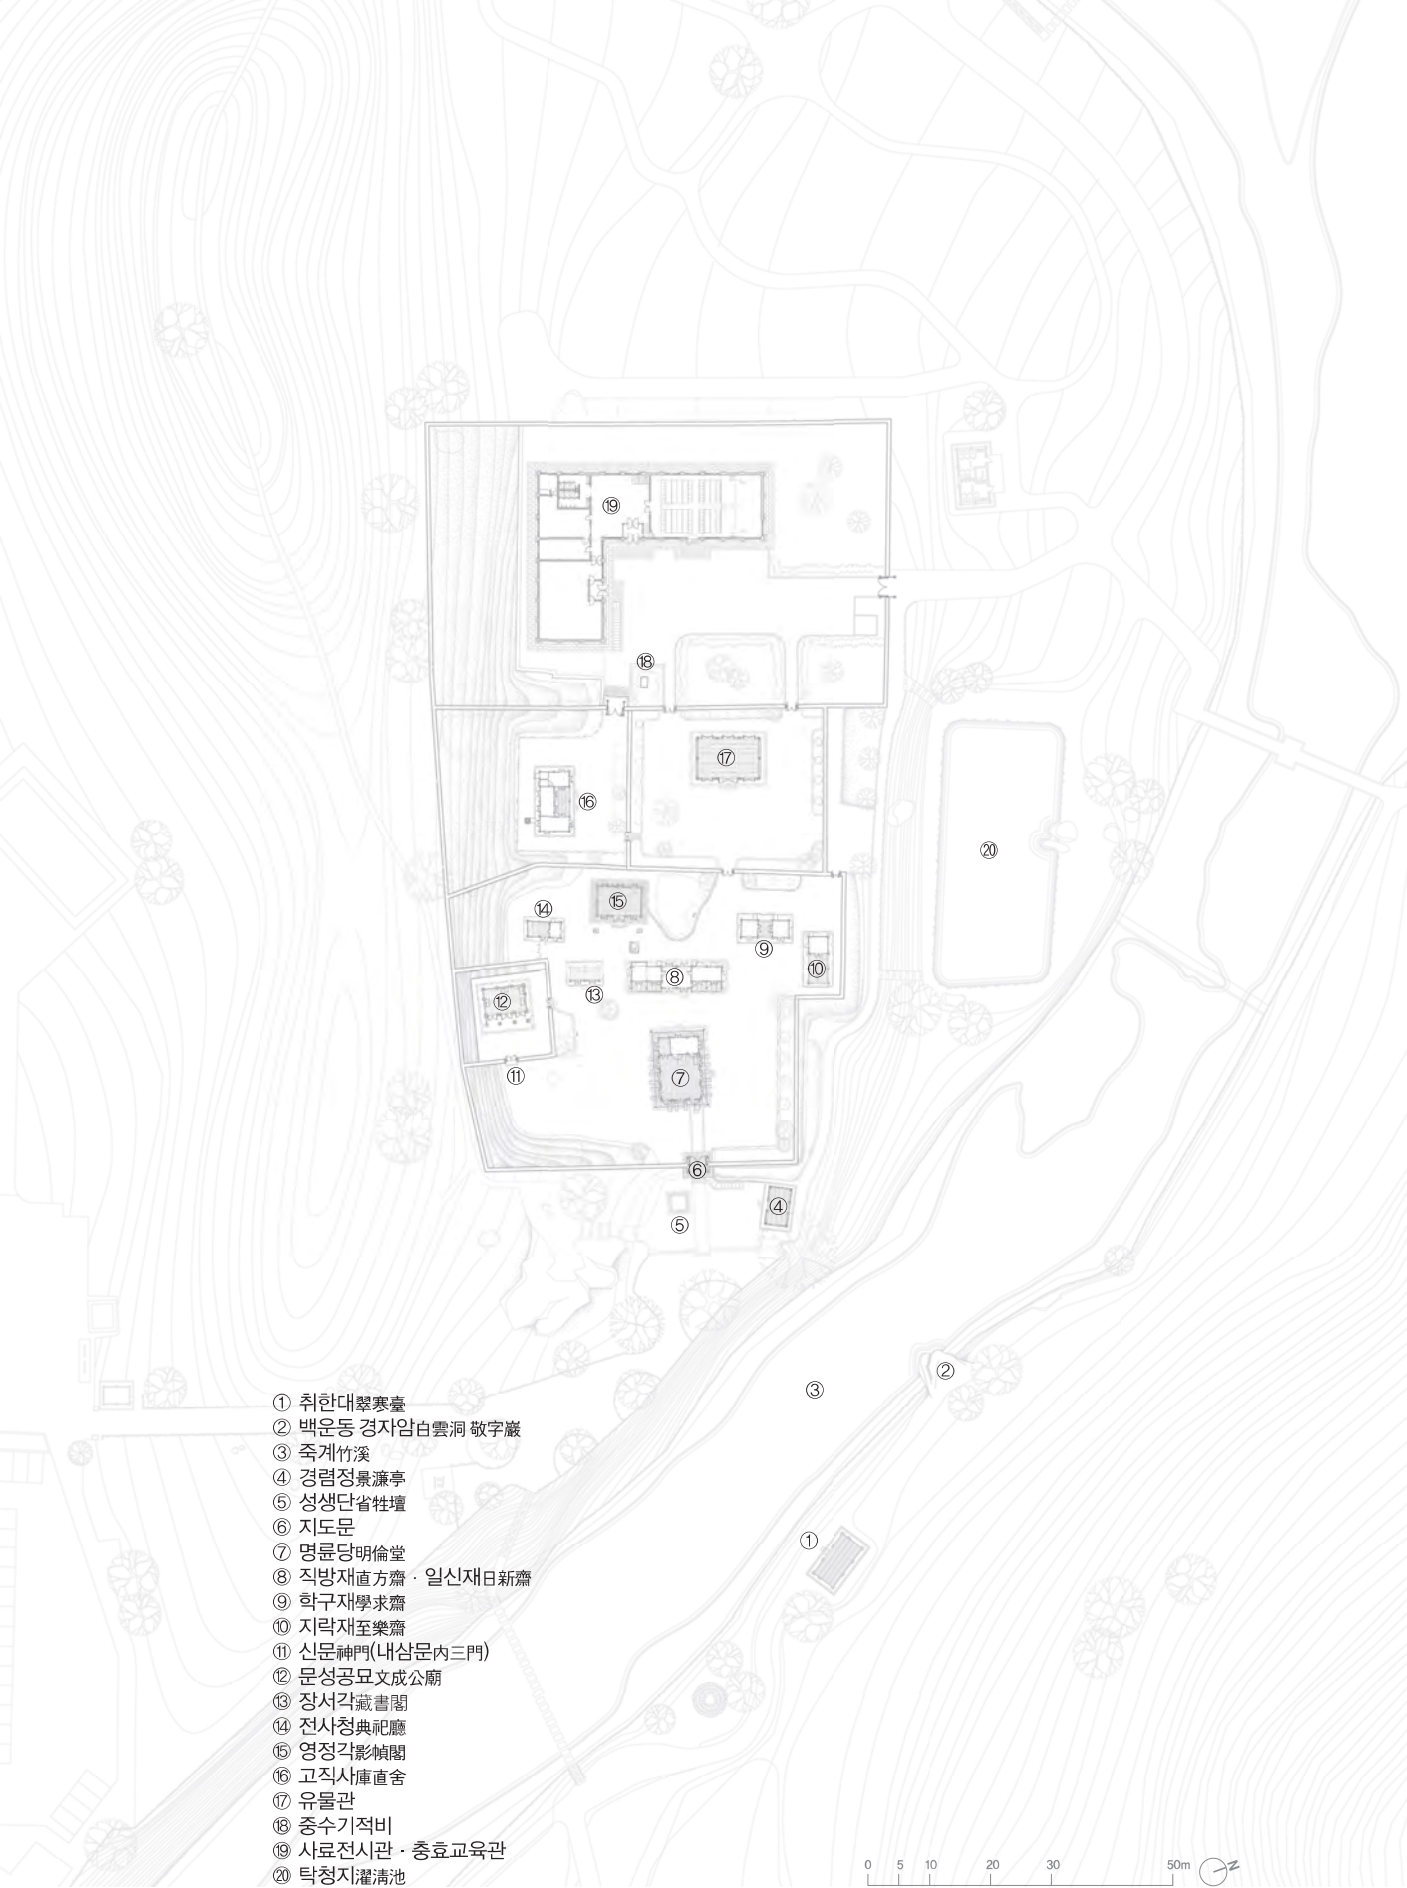 ⑲
⑱
⑰
⑯
⑳
⑮
⑭
⑨
⑩
⑧
⑬
⑫
⑪
⑦
⑥
④
⑤
②
③
①
① 취한대翠寒臺
② 백운동 경자암白雲洞 敬字巖
③ 죽계竹溪
④ 경렴정景濂亭
⑤ 성생단省牲壇
⑥ 지도문
⑦ 명륜당明倫堂
⑧ 직방재直方齋 · 일신재日新齋
⑨ 학구재學求齋
⑩ 지락재至樂齋
⑪ 신문神門(내삼문內三門)
⑫ 문성공묘文成公廟
⑬ 장서각藏書閣
⑭ 전사청典祀廳
⑮ 영정각影幀閣
⑯ 고직사庫直舍
⑰ 유물관
⑱ 중수기적비
⑲ 사료전시관 · 충효교육관
⑳ 탁청지濯淸池
0 5 10 20 30 50m N